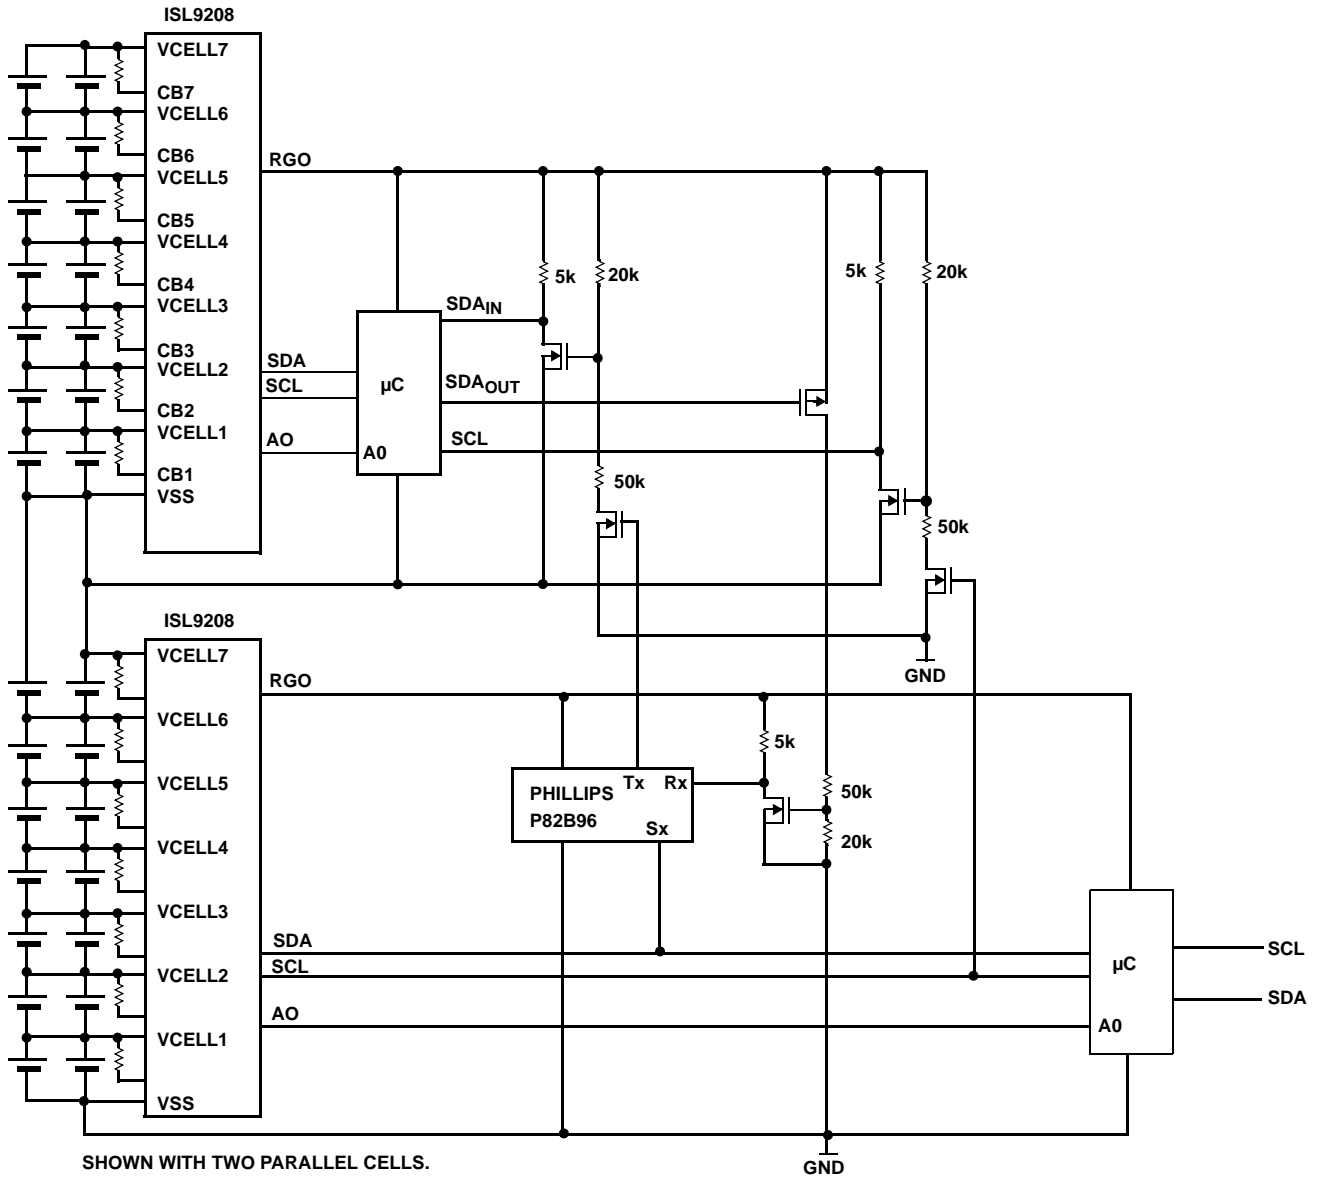 ISL9208
VCELL7
CB7
VCELL6
CB6
VCELL5
CB5
VCELL4
CB4
VCELL3
CB3
VCELL2
CB2
VCELL1
CB1
VSS
RGO
SDA
SCL
AO
µC
A0
SDAIN
SDAOUT
SCL
5k
20k
50k
5k
20k
50k
GND
ISL9208
VCELL7
VCELL6
VCELL5
VCELL4
VCELL3
VCELL2
VCELL1
VSS
RGO
SDA
SCL
AO
PHILLIPS
P82B96
Tx
Rx
Sx
5k
50k
20k
µC
A0
SCL
SDA
GND
SHOWN WITH TWO PARALLEL CELLS.